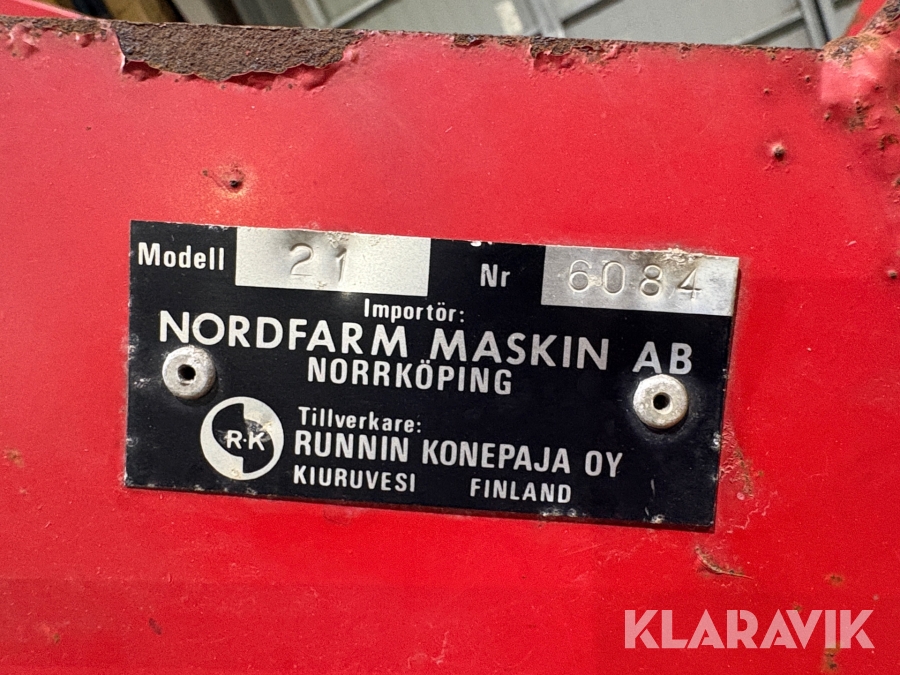 Modell 21 Nr 6084
Importör:
NORDFARM MASKIN AB
NORRKÖPING
R·K
Tillverkare:
RUNNIN KONEPAJA OY
KIURUVESI FINLAND
KLARAVIK